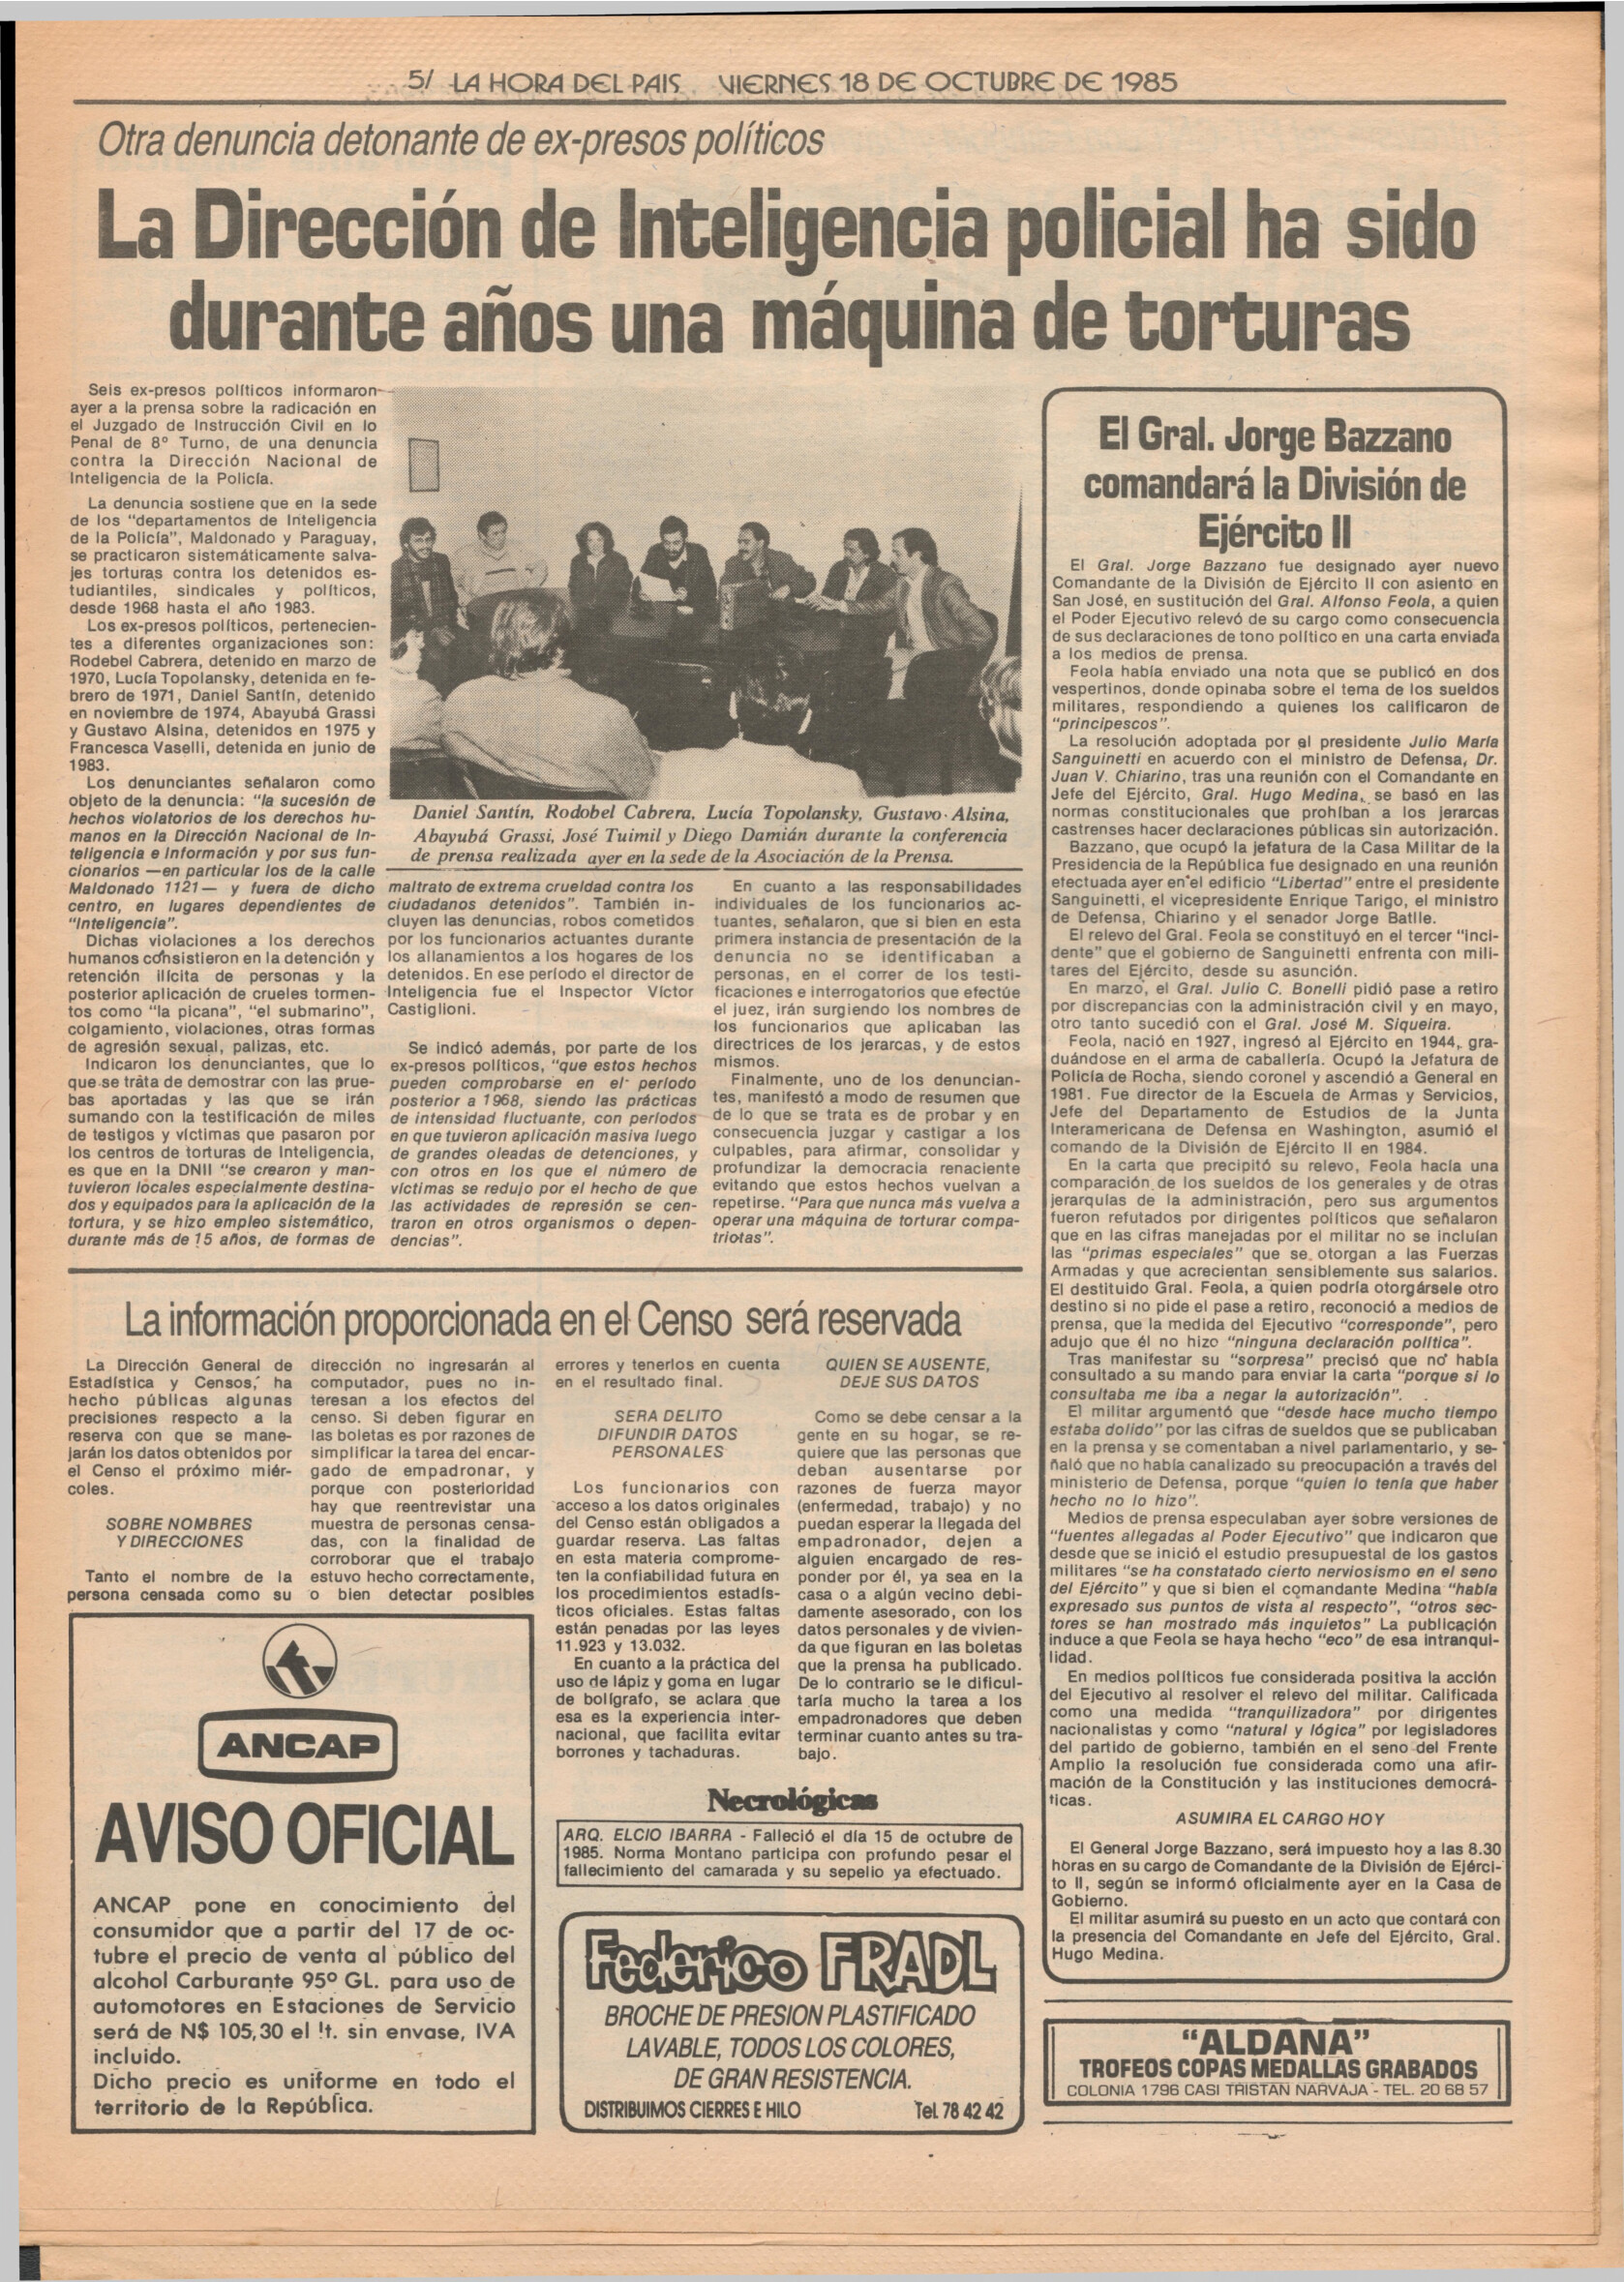 5/ LA HORA DEL PAIS VIERNES 18 DE OCTUBRE DE 1985
Otra denuncia detonante de ex-presos políticos
La Dirección de Inteligencia policial ha sido
durante años una máquina de torturas
Seis ex-presos políticos informaron
ayer a la prensa sobre la radicación en
el Juzgado de Instrucción Civil en lo
Penal de 8º Turno, de una denuncia
contra la Dirección Nacional de
Inteligencia de la Policía.
La denuncia sostiene que en la sede
de los "departamentos de Inteligencia
de la Policía", Maldonado y Paraguay,
se practicaron sistemáticamente salva-
jes torturas contra los detenidos es-
tudiantiles, sindicales y políticos,
desde 1968 hasta el año 1983.
Los ex-presos políticos, pertenecien-
tes a diferentes organizaciones son:
Rodebel Cabrera, detenido en marzo de
1970, Lucía Topolansky, detenida en fe-
brero de 1971, Daniel Santín, detenido
en noviembre de 1974, Abayubá Grassi
y Gustavo Alsina, detenidos en 1975 y
Francesca Vaselli, detenida en junio de
1983.
Los denunciantes señalaron como
objeto de la denuncia: "la sucesión de
hechos violatorios de los derechos hu-
manos en la Dirección Nacional de In-
teligencia e Información y por sus fun-
cionarios —en particular los de la calle
Maldonado 1121— y fuera de dicho
centro, en lugares dependientes de
"Inteligencia".
Dichas violaciones a los derechos
humanos consistieron en la detención y
retención ilícita de personas y la
posterior aplicación de crueles tormen-
tos como "la picana", "el submarino",
colgamiento, violaciones, otras formas
de agresión sexual, palizas, etc.
Indicaron los denunciantes, que lo
que se trata de demostrar con las prue-
bas aportadas y las que se irán
sumando con la testificación de miles
de testigos y víctimas que pasaron por
los centros de torturas de Inteligencia,
es que en la DNII "se crearon y man-
tuvieron locales especialmente destina-
dos y equipados para la aplicación de la
tortura, y se hizo empleo sistemático,
durante más de 15 años, de formas de
Daniel Santín, Rodobel Cabrera, Lucía Topolansky, Gustavo Alsina,
Abayubá Grassi, José Tuimil y Diego Damián durante la conferencia
de prensa realizada ayer en la sede de la Asociación de la Prensa.
maltrato de extrema crueldad contra los
ciudadanos detenidos". También in-
cluyen las denuncias, robos cometidos
por los funcionarios actuantes durante
los allanamientos a los hogares de los
detenidos. En ese período el director de
Inteligencia fue el Inspector Víctor
Castiglioni.
Se indicó además, por parte de los
ex-presos políticos, "que estos hechos
pueden comprobarse en el período
posterior a 1968, siendo las prácticas
de intensidad fluctuante, con períodos
en que tuvieron aplicación masiva luego
de grandes oleadas de detenciones, y
con otros en los que el número de
víctimas se redujo por el hecho de que
las actividades de represión se cen-
traron en otros organismos o depen-
dencias".
En cuanto a las responsabilidades
individuales de los funcionarios ac-
tuantes, señalaron, que si bien en esta
primera instancia de presentación de la
denuncia no se identificaban a
personas, en el correr de los testi-
ficaciones e interrogatorios que efectúe
el juez, irán surgiendo los nombres de
los funcionarios que aplicaban las
directrices de los jerarcas, y de estos
mismos.
Finalmente, uno de los denuncian-
tes, manifestó a modo de resumen que
de lo que se trata es de probar y en
consecuencia juzgar y castigar a los
culpables, para afirmar, consolidar y
profundizar la democracia renaciente
evitando que estos hechos vuelvan a
repetirse. "Para que nunca más vuelva a
operar una máquina de torturar compa-
triotas".
El Gral. Jorge Bazzano
comandará la División de
Ejército II
El Gral. Jorge Bazzano fue designado ayer nuevo
Comandante de la División de Ejército II con asiento en
San José, en sustitución del Gral. Alfonso Feola, a quien
el Poder Ejecutivo relevó de su cargo como consecuencia
de sus declaraciones de tono político en una carta enviada
a los medios de prensa.
Feola había enviado una nota que se publicó en dos
vespertinos, donde opinaba sobre el tema de los sueldos
militares, respondiendo a quienes los calificaron de
"principescos".
La resolución adoptada por el presidente Julio María
Sanguinetti en acuerdo con el ministro de Defensa, Dr.
Juan V. Chiarino, tras una reunión con el Comandante en
Jefe del Ejército, Gral. Hugo Medina, se basó en las
normas constitucionales que prohíban a los jerarcas
castrenses hacer declaraciones públicas sin autorización.
Bazzano, que ocupó la jefatura de la Casa Militar de la
Presidencia de la República fue designado en una reunión
efectuada ayer en el edificio "Libertad" entre el presidente
Sanguinetti, el vicepresidente Enrique Tarigo, el ministro
de Defensa, Chiarino y el senador Jorge Batlle.
El relevo del Gral. Feola se constituyó en el tercer "inci-
dente" que el gobierno de Sanguinetti enfrenta con mili-
tares del Ejército, desde su asunción.
En marzo, el Gral. Julio C. Bonelli pidió pase a retiro
por discrepancias con la administración civil y en mayo,
otro tanto sucedió con el Gral. José M. Siqueira.
Feola, nació en 1927, ingresó al Ejército en 1944, gra-
duándose en el arma de caballería. Ocupó la Jefatura de
Policía de Rocha, siendo coronel y ascendió a General en
1981. Fue director de la Escuela de Armas y Servicios,
Jefe del Departamento de Estudios de la Junta
Interamericana de Defensa en Washington, asumió el
comando de la División de Ejército II en 1984.
En la carta que precipitó su relevo, Feola hacía una
comparación de los sueldos de los generales y de otras
jerarquías de la administración, pero sus argumentos
fueron refutados por dirigentes políticos que señalaron
que en las cifras manejadas por el militar no se incluían
las "primas especiales" que se otorgan a las Fuerzas
Armadas y que acrecientan sensiblemente sus salarios.
El destituido Gral. Feola, a quien podría otorgársele otro
destino si no pide el pase a retiro, reconoció a medios de
prensa, que la medida del Ejecutivo "corresponde", pero
adujo que él no hizo "ninguna declaración política".
Tras manifestar su "sorpresa" precisó que no había
consultado a su mando para enviar la carta "porque si lo
consultaba me iba a negar la autorización".
El militar argumentó que "desde hace mucho tiempo
estaba dolido" por las cifras de sueldos que se publicaban
en la prensa y se comentaban a nivel parlamentario, y se-
ñaló que no había canalizado su preocupación a través del
ministerio de Defensa, porque "quien lo tenía que haber
hecho no lo hizo".
Medios de prensa especulaban ayer sobre versiones de
"fuentes allegadas al Poder Ejecutivo" que indicaron que
desde que se inició el estudio presupuestal de los gastos
militares "se ha constatado cierto nerviosismo en el seno
del Ejército" y que si bien el comandante Medina "había
expresado sus puntos de vista al respecto", "otros sec-
tores se han mostrado más inquietos" La publicación
induce a que Feola se haya hecho "eco" de esa intranqui-
lidad.
En medios políticos fue considerada positiva la acción
del Ejecutivo al resolver el relevo del militar. Calificada
como una medida "tranquilizadora" por dirigentes
nacionalistas y como "natural y lógica" por legisladores
del partido de gobierno, también en el seno del Frente
Amplio la resolución fue considerada como una afir-
mación de la Constitución y las instituciones democrá-
ticas.
ASUMIRA EL CARGO HOY
El General Jorge Bazzano, será impuesto hoy a las 8.30
horas en su cargo de Comandante de la División de Ejérci-
to II, según se informó oficialmente ayer en la Casa de
Gobierno.
El militar asumirá su puesto en un acto que contará con
la presencia del Comandante en Jefe del Ejército, Gral.
Hugo Medina.
La información proporcionada en el Censo será reservada
La Dirección General de
Estadística y Censos, ha
hecho públicas algunas
precisiones respecto a la
reserva con que se mane-
jarán los datos obtenidos por
el Censo el próximo miér-
coles.
SOBRE NOMBRES
Y DIRECCIONES
Tanto el nombre de la
persona censada como su
dirección no ingresarán al
computador, pues no in-
teresan a los efectos del
censo. Si deben figurar en
las boletas es por razones de
simplificar la tarea del encar-
gado de empadronar, y
porque con posterioridad
hay que reentrevistar una
muestra de personas censa-
das, con la finalidad de
corroborar que el trabajo
estuvo hecho correctamente,
o bien detectar posibles
errores y tenerlos en cuenta
en el resultado final.
SERA DELITO
DIFUNDIR DATOS
PERSONALES
Los funcionarios con
acceso a los datos originales
del Censo están obligados a
guardar reserva. Las faltas
en esta materia comprome-
ten la confiabilidad futura en
los procedimientos estadís-
ticos oficiales. Estas faltas
están penadas por las leyes
11.923 y 13.032.
En cuanto a la práctica del
uso de lápiz y goma en lugar
de bolígrafo, se aclara que
esa es la experiencia inter-
nacional, que facilita evitar
borrones y tachaduras.
QUIEN SE AUSENTE,
DEJE SUS DATOS
Como se debe censar a la
gente en su hogar, se re-
quiere que las personas que
deban ausentarse por
razones de fuerza mayor
(enfermedad, trabajo) y no
puedan esperar la llegada del
empadronador, dejen a
alguien encargado de res-
ponder por él, ya sea en la
casa o a algún vecino debi-
damente asesorado, con los
datos personales y de vivien-
da que figuran en las boletas
que la prensa ha publicado.
De lo contrario se le dificul-
taría mucho la tarea a los
empadronadores que deben
terminar cuanto antes su tra-
bajo.
ANCAP
AVISO OFICIAL
ANCAP pone en conocimiento del
consumidor que a partir del 17 de oc-
tubre el precio de venta al público del
alcohol Carburante 95º GL. para uso de
automotores en Estaciones de Servicio
será de N$ 105,30 el lt. sin envase, IVA
incluido.
Dicho precio es uniforme en todo el
territorio de la República.
Necrológicas
ARQ. ELCIO IBARRA - Falleció el día 15 de octubre de
1985. Norma Montano participa con profundo pesar el
fallecimiento del camarada y su sepelio ya efectuado.
Federico FRADL
BROCHE DE PRESION PLASTIFICADO
LAVABLE, TODOS LOS COLORES,
DE GRAN RESISTENCIA.
DISTRIBUIMOS CIERRES E HILO Tel. 78 42 42
"ALDANA"
TROFEOS COPAS MEDALLAS GRABADOS
COLONIA 1796 CASI TRISTAN NARVAJA - TEL. 20 68 57